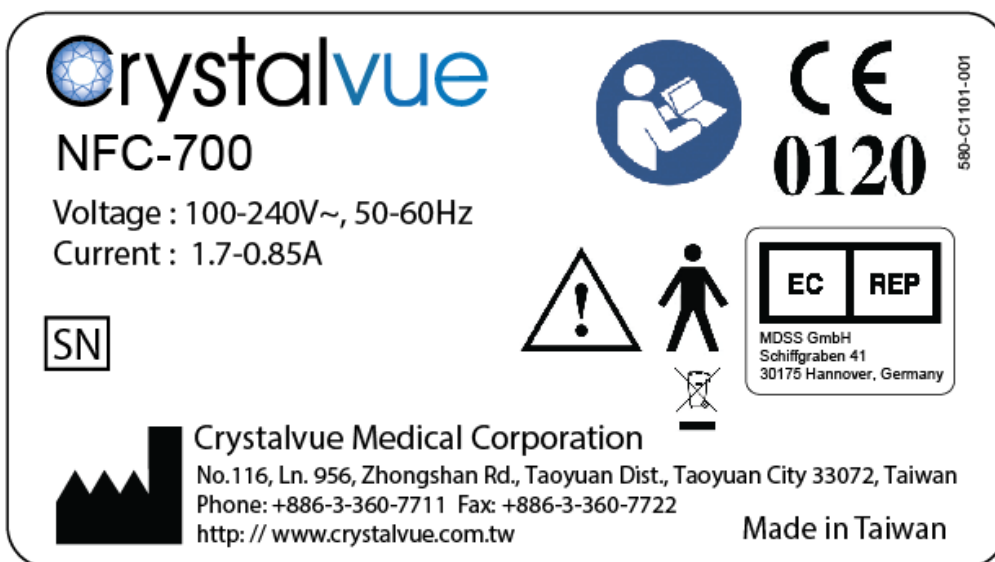 Crystalvue
NFC-700
Voltage : 100-240V~, 50-60Hz
Current : 1.7-0.85A
SN
CE
0120
580-C1101-001
EC REP
MDSS GmbH
Schiffgraben 41
30175 Hannover, Germany
Crystalvue Medical Corporation
No.116, Ln. 956, Zhongshan Rd., Taoyuan Dist., Taoyuan City 33072, Taiwan
Phone: +886-3-360-7711 Fax: +886-3-360-7722
http: // www.crystalvue.com.tw
Made in Taiwan